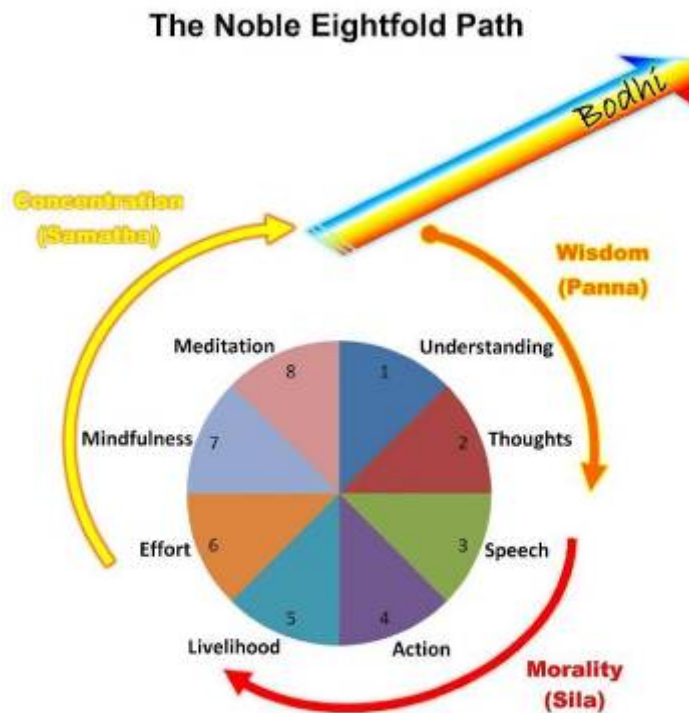 The Noble Eightfold Path
Bodhi
Concentration
(Samatha)
Wisdom
(Panna)
Meditation
8
1
Understanding
Mindfulness
7
2
Thoughts
Effort
6
3
Speech
Livelihood
5
4
Action
Morality
(Sila)